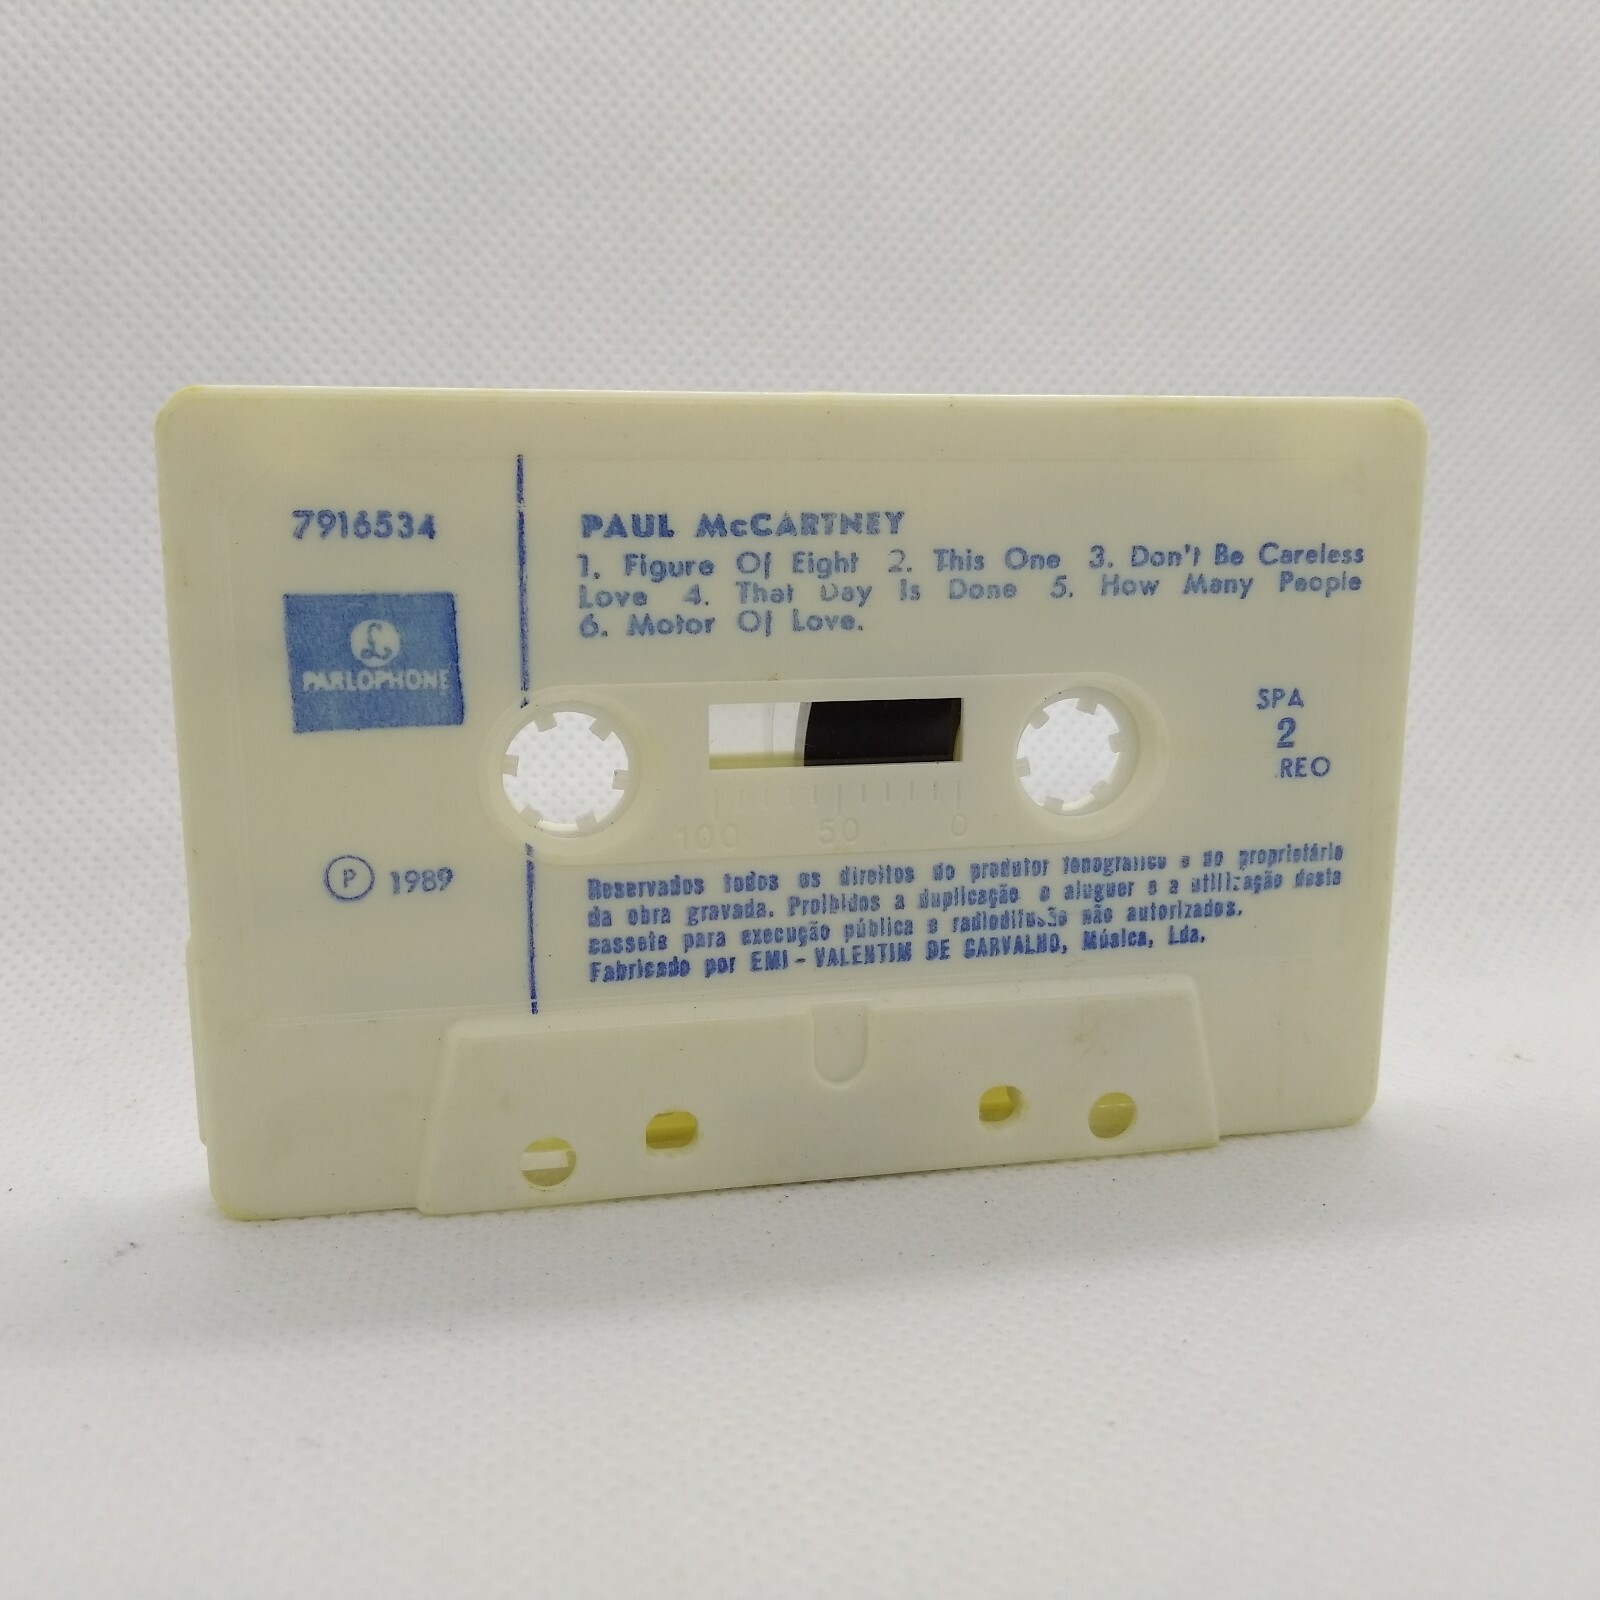 7916534
£
PARLOPHONE
Ⓟ 1989
PAUL McCARTNEY
1. Figure Of Eight 2. This One 3. Don't Be Careless
Love 4. That Day Is Done 5. How Many People
6. Motor Of Love.
SPA
2
REO
100 50 0
Reservados todos os direitos do produtor fonográfico e do proprietário
da obra gravada. Proibidos a duplicação o aluguer e a utilização desta
cassete para execução pública e radiodifusão não autorizados.
Fabricado por EMI - VALENTIM DE CARVALHO, Música, Lda.